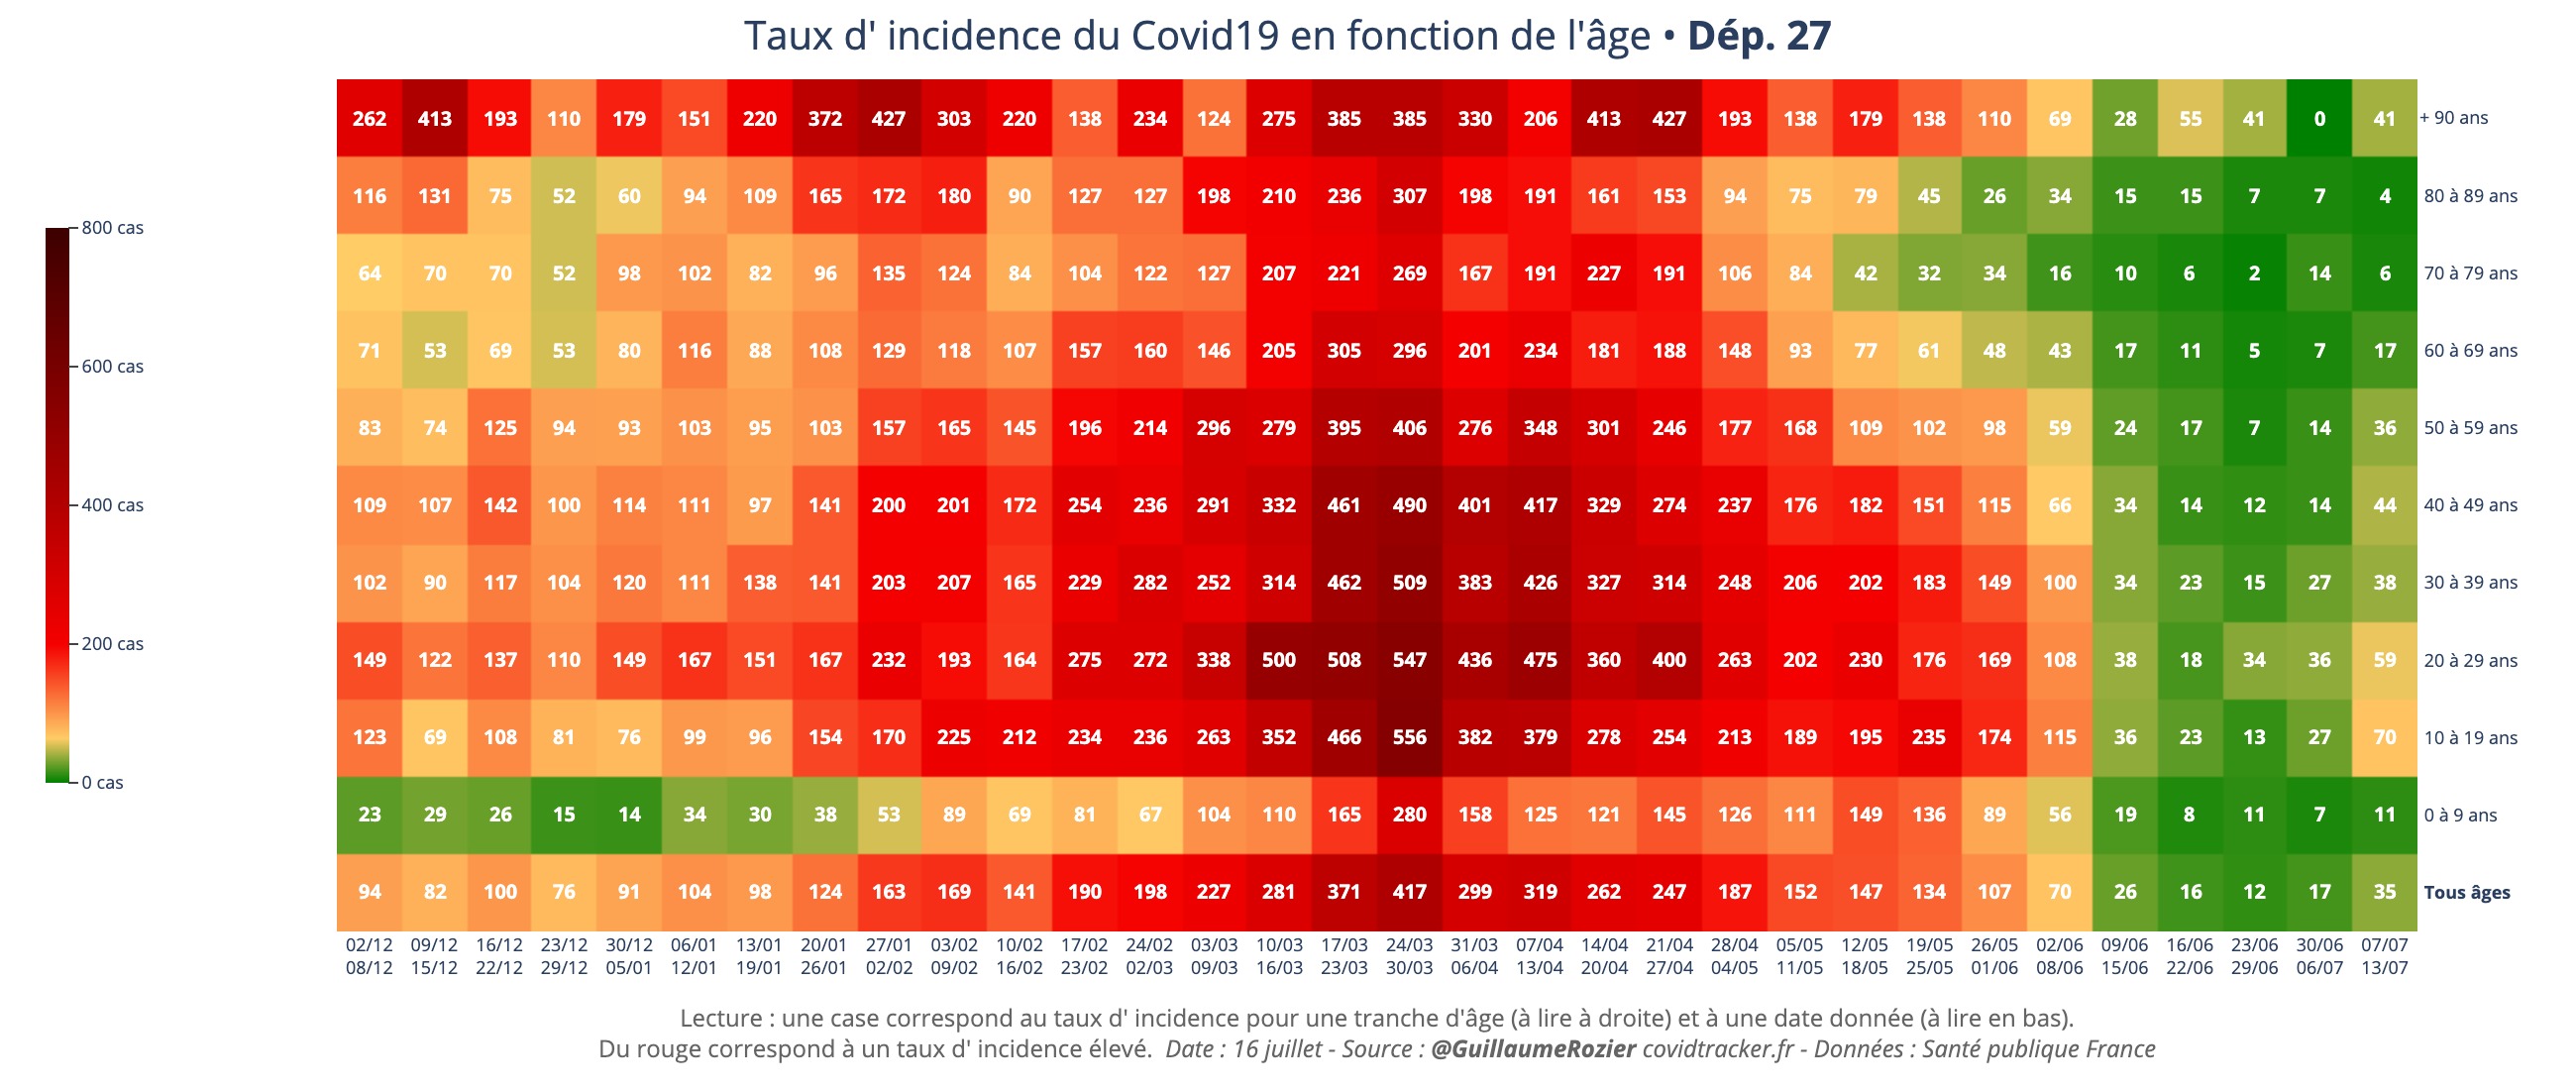 Taux d' incidence du Covid19 en fonction de l'âge • Dép. 27
262 413 193 110 179 151 220 372 427 303 220 138 234 124 275 385 385 330 206 413 427 193 138 179 138 110 69 28 55 41 0 41 + 90 ans
116 131 75 52 60 94 109 165 172 180 90 127 127 198 210 236 307 198 191 161 153 94 75 79 45 26 34 15 15 7 7 4 80 à 89 ans
800 cas
64 70 70 52 98 102 82 96 135 124 84 104 122 127 207 221 269 167 191 227 191 106 84 42 32 34 16 10 6 2 14 6 70 à 79 ans
71 53 69 53 80 116 88 108 129 118 107 157 160 146 205 305 296 201 234 181 188 148 93 77 61 48 43 17 11 5 7 17 60 à 69 ans
600 cas
83 74 125 94 93 103 95 103 157 165 145 196 214 296 279 395 406 276 348 301 246 177 168 109 102 98 59 24 17 7 14 36 50 à 59 ans
400 cas
109 107 142 100 114 111 97 141 200 201 172 254 236 291 332 461 490 401 417 329 274 237 176 182 151 115 66 34 14 12 14 44 40 à 49 ans
102 90 117 104 120 111 138 141 203 207 165 229 282 252 314 462 509 383 426 327 314 248 206 202 183 149 100 34 23 15 27 38 30 à 39 ans
200 cas
149 122 137 110 149 167 151 167 232 193 164 275 272 338 500 508 547 436 475 360 400 263 202 230 176 169 108 38 18 34 36 59 20 à 29 ans
123 69 108 81 76 99 96 154 170 225 212 234 236 263 352 466 556 382 379 278 254 213 189 195 235 174 115 36 23 13 27 70 10 à 19 ans
0 cas
23 29 26 15 14 34 30 38 53 89 69 81 67 104 110 165 280 158 125 121 145 126 111 149 136 89 56 19 8 11 7 11 0 à 9 ans
94 82 100 76 91 104 98 124 163 169 141 190 198 227 281 371 417 299 319 262 247 187 152 147 134 107 70 26 16 12 17 35 Tous âges
02/12 09/12 16/12 23/12 30/12 06/01 13/01 20/01 27/01 03/02 10/02 17/02 24/02 03/03 10/03 17/03 24/03 31/03 07/04 14/04 21/04 28/04 05/05 12/05 19/05 26/05 02/06 09/06 16/06 23/06 30/06 07/07
08/12 15/12 22/12 29/12 05/01 12/01 19/01 26/01 02/02 09/02 16/02 23/02 02/03 09/03 16/03 23/03 30/03 06/04 13/04 20/04 27/04 04/05 11/05 18/05 25/05 01/06 08/06 15/06 22/06 29/06 06/07 13/07
Lecture : une case correspond au taux d' incidence pour une tranche d'âge (à lire à droite) et à une date donnée (à lire en bas).
Du rouge correspond à un taux d' incidence élevé. Date : 16 juillet - Source : @GuillaumeRozier covidtracker.fr - Données : Santé publique France